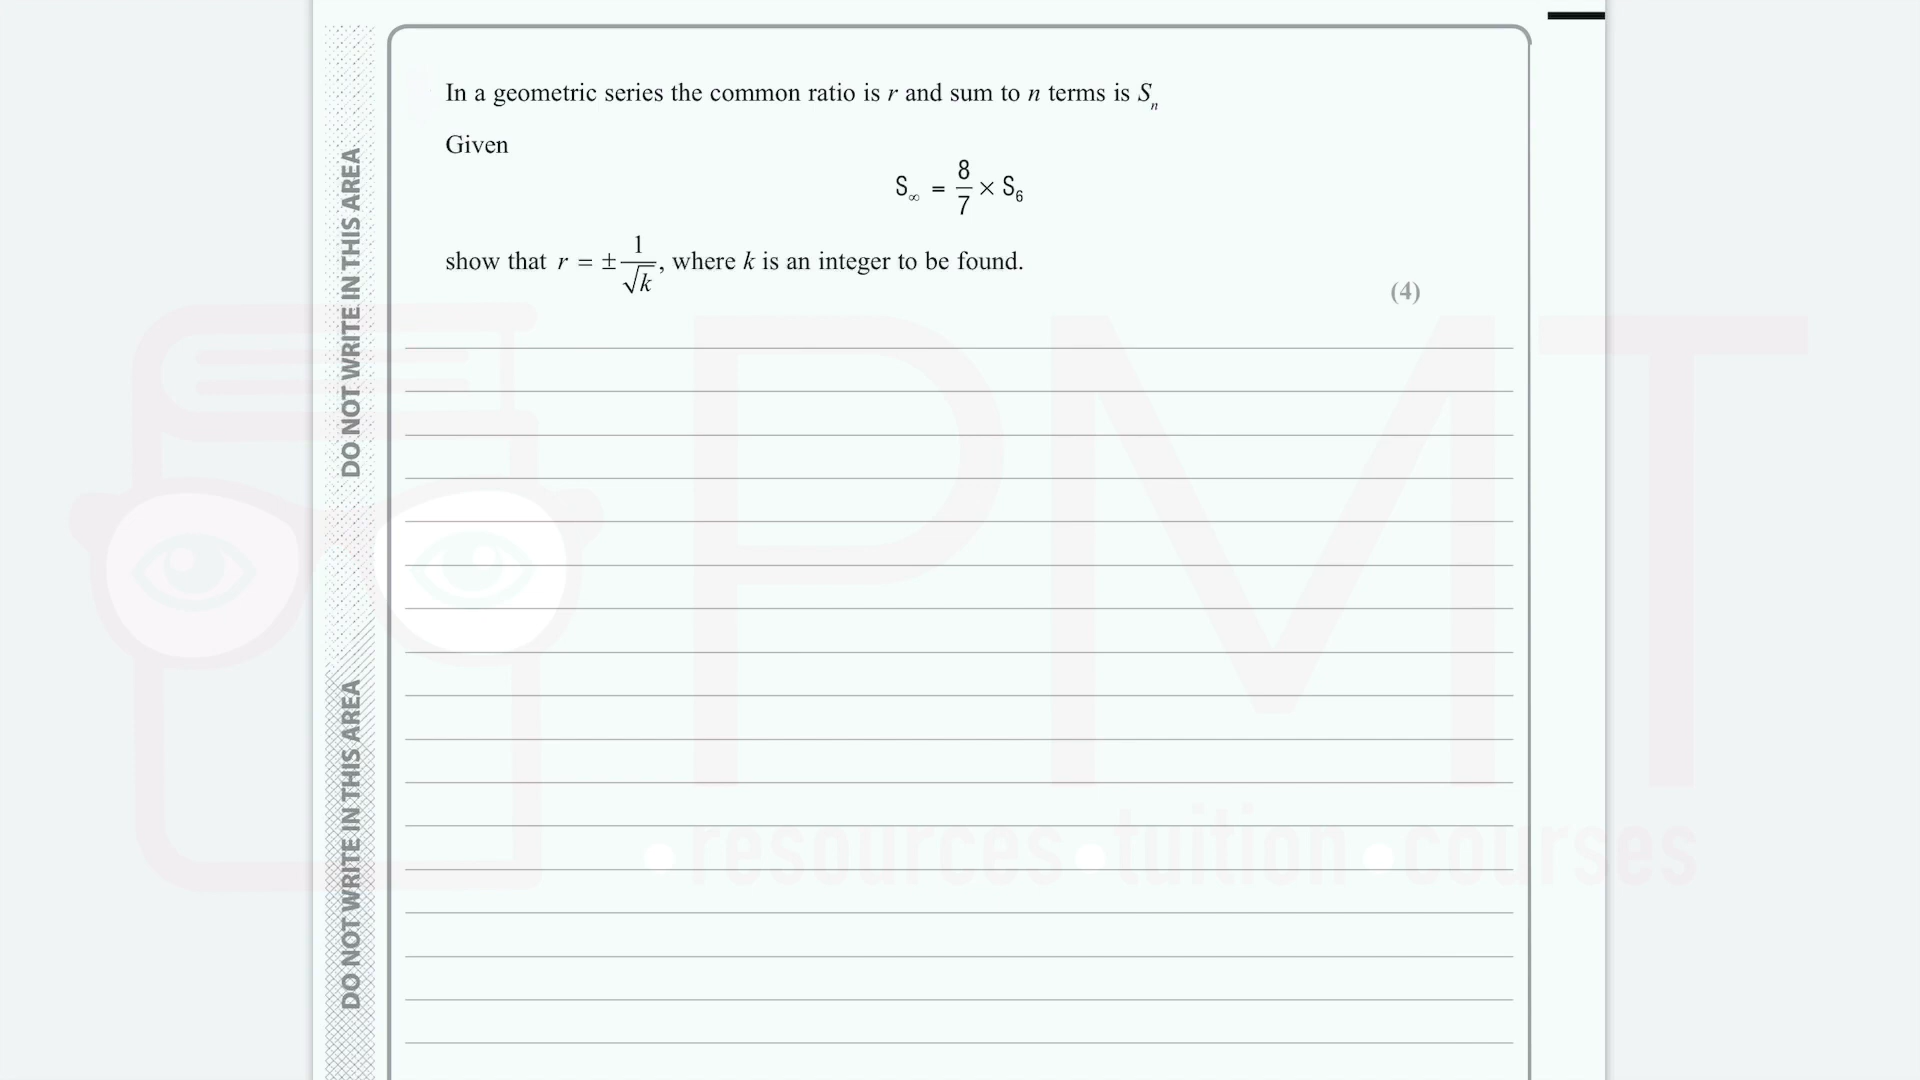 In a geometric series the common ratio is r and sum to n terms is Sₙ
Given
S∞ = 8/7 × S₆
show that r = ± 1/√k, where k is an integer to be found.
(4)
DO NOT WRITE IN THIS AREA
DO NOT WRITE IN THIS AREA
PMT
•resources•tuition•courses